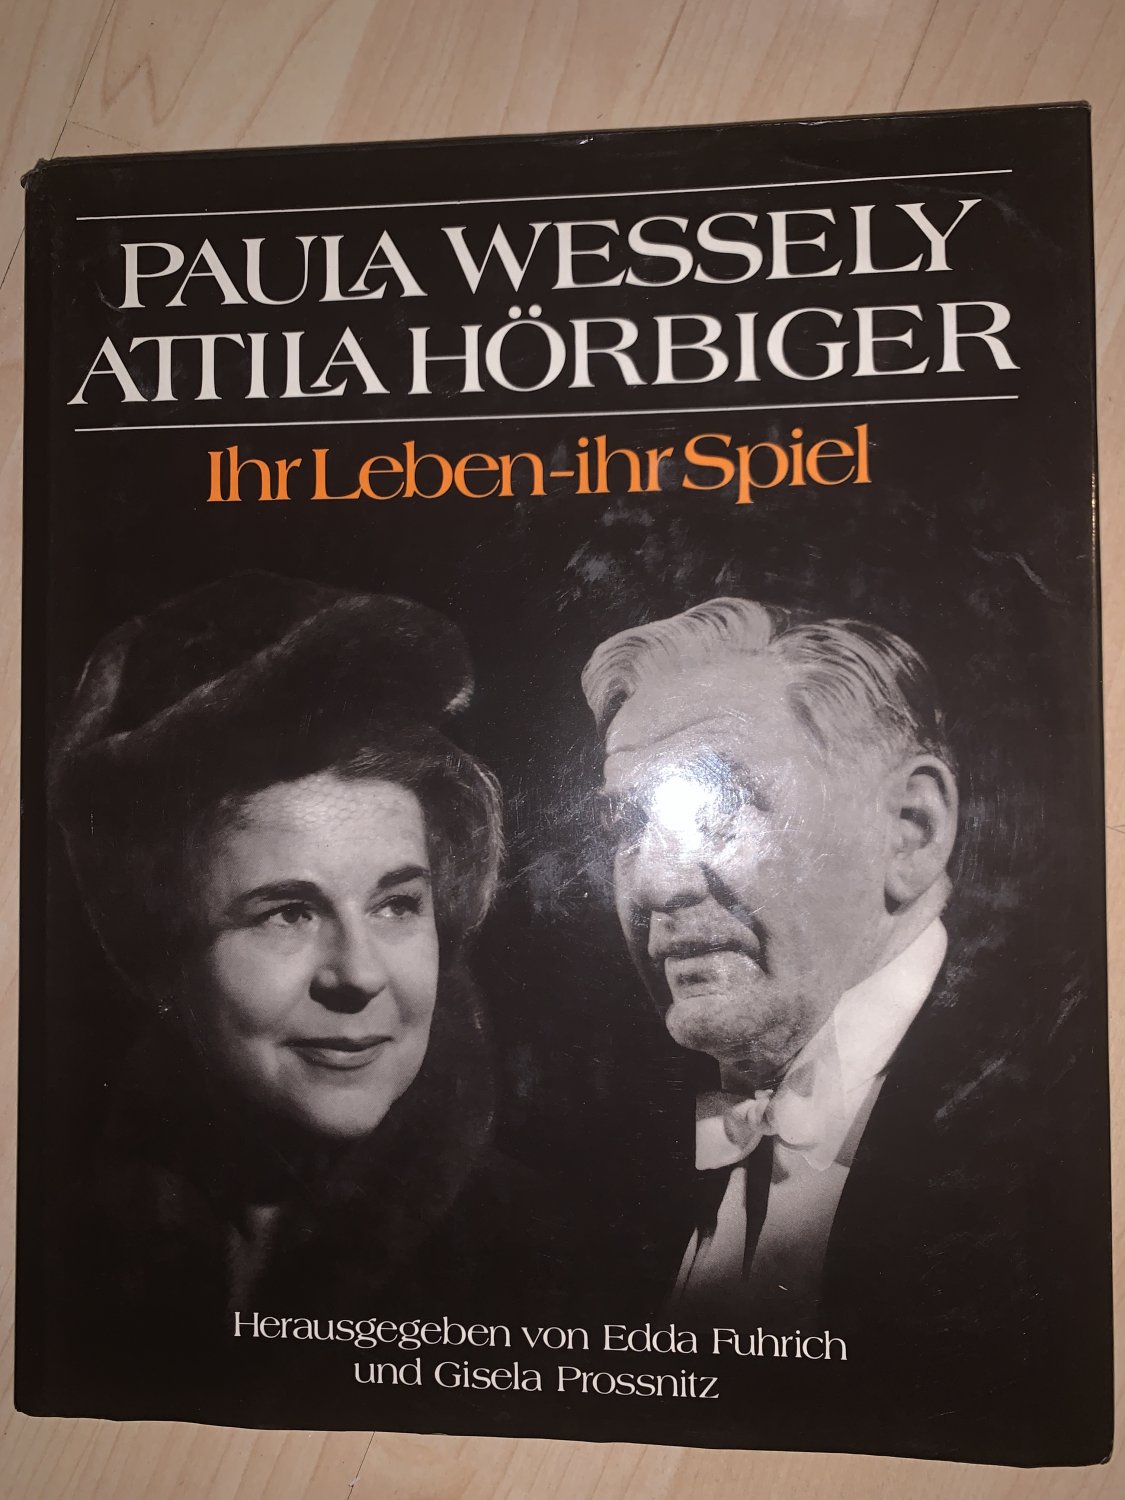 PAULA WESSELY
ATTILA HÖRBIGER
Ihr Leben-ihr Spiel
Herausgegeben von Edda Fuhrich
und Gisela Prossnitz